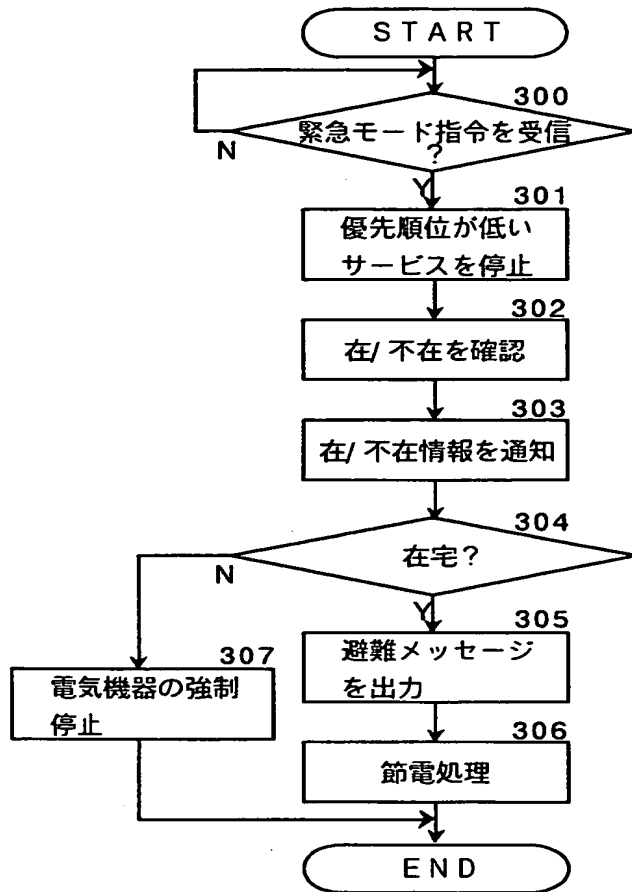 START
300
緊急モード指令を受信
?
N
Y
301
優先順位が低い
サービスを停止
302
在/不在を確認
303
在/不在情報を通知
304
在宅?
N
Y
305
避難メッセージ
を出力
307
電気機器の強制
停止
306
節電処理
END